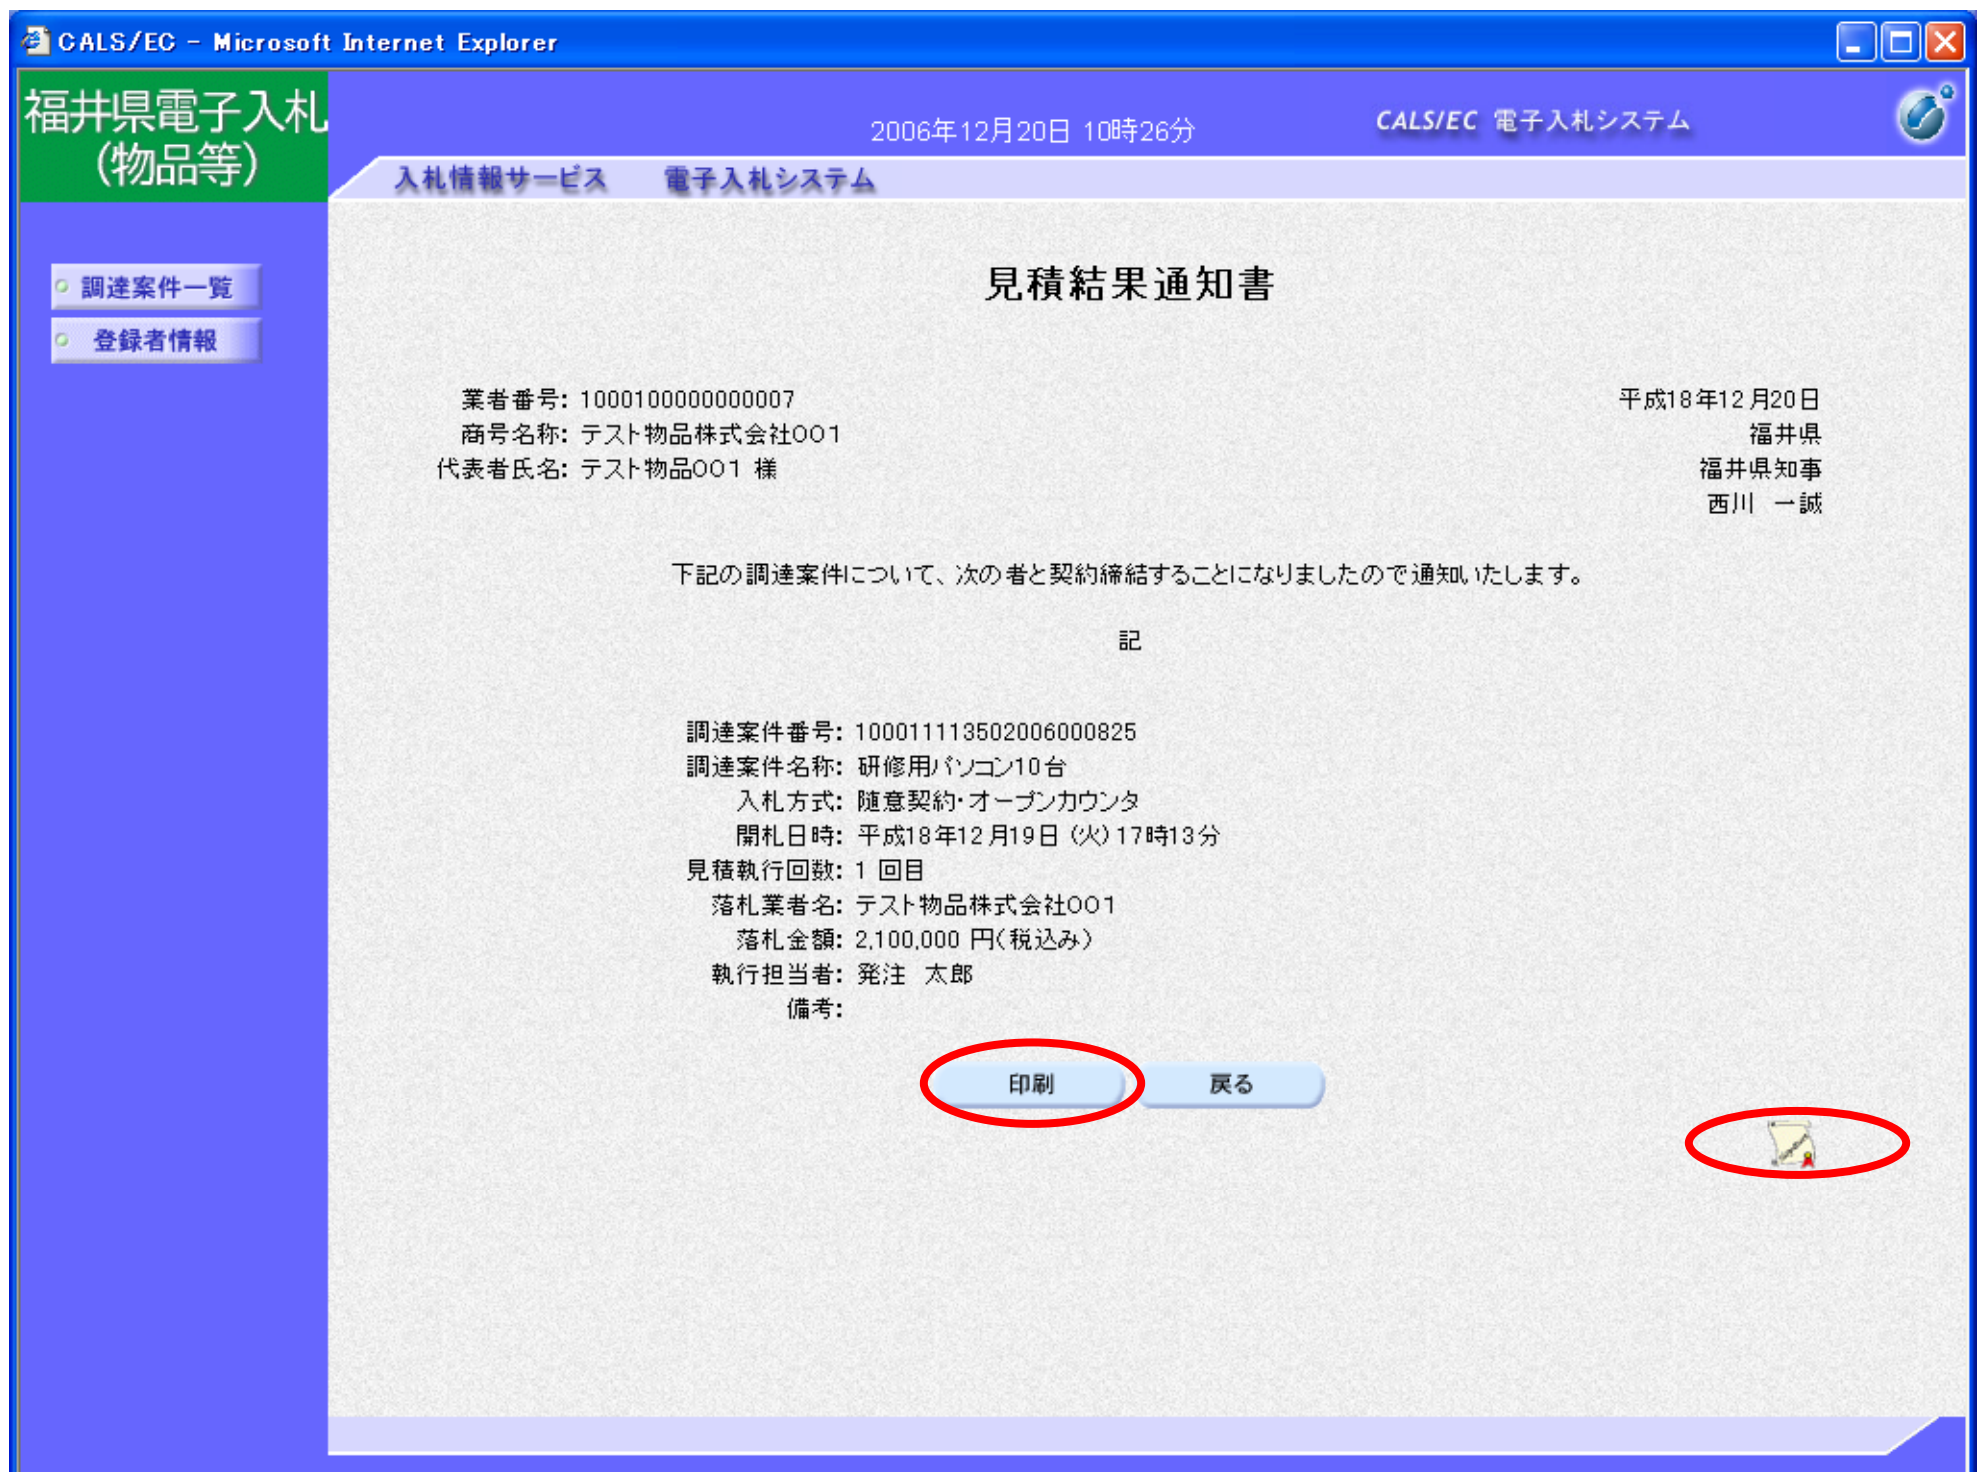 CALS/EC - Microsoft Internet Explorer
福井県電子入札
(物品等)
2006年12月20日 10時26分
CALS/EC 電子入札システム
入札情報サービス 電子入札システム
調達案件一覧
登録者情報
見積結果通知書
業者番号: 1000100000000007
商号名称: テスト物品株式会社001
代表者氏名: テスト物品001 様
平成18年12月20日
福井県
福井県知事
西川 一誠
下記の調達案件について、次の者と契約締結することになりましたので通知いたします。
記
調達案件番号: 100011113502006000825
調達案件名称: 研修用パソコン10台
入札方式: 随意契約・オープンカウンタ
開札日時: 平成18年12月19日 (火) 17時13分
見積執行回数: 1 回目
落札業者名: テスト物品株式会社001
落札金額: 2,100,000 円(税込み)
執行担当者: 発注 太郎
備考:
印刷
戻る